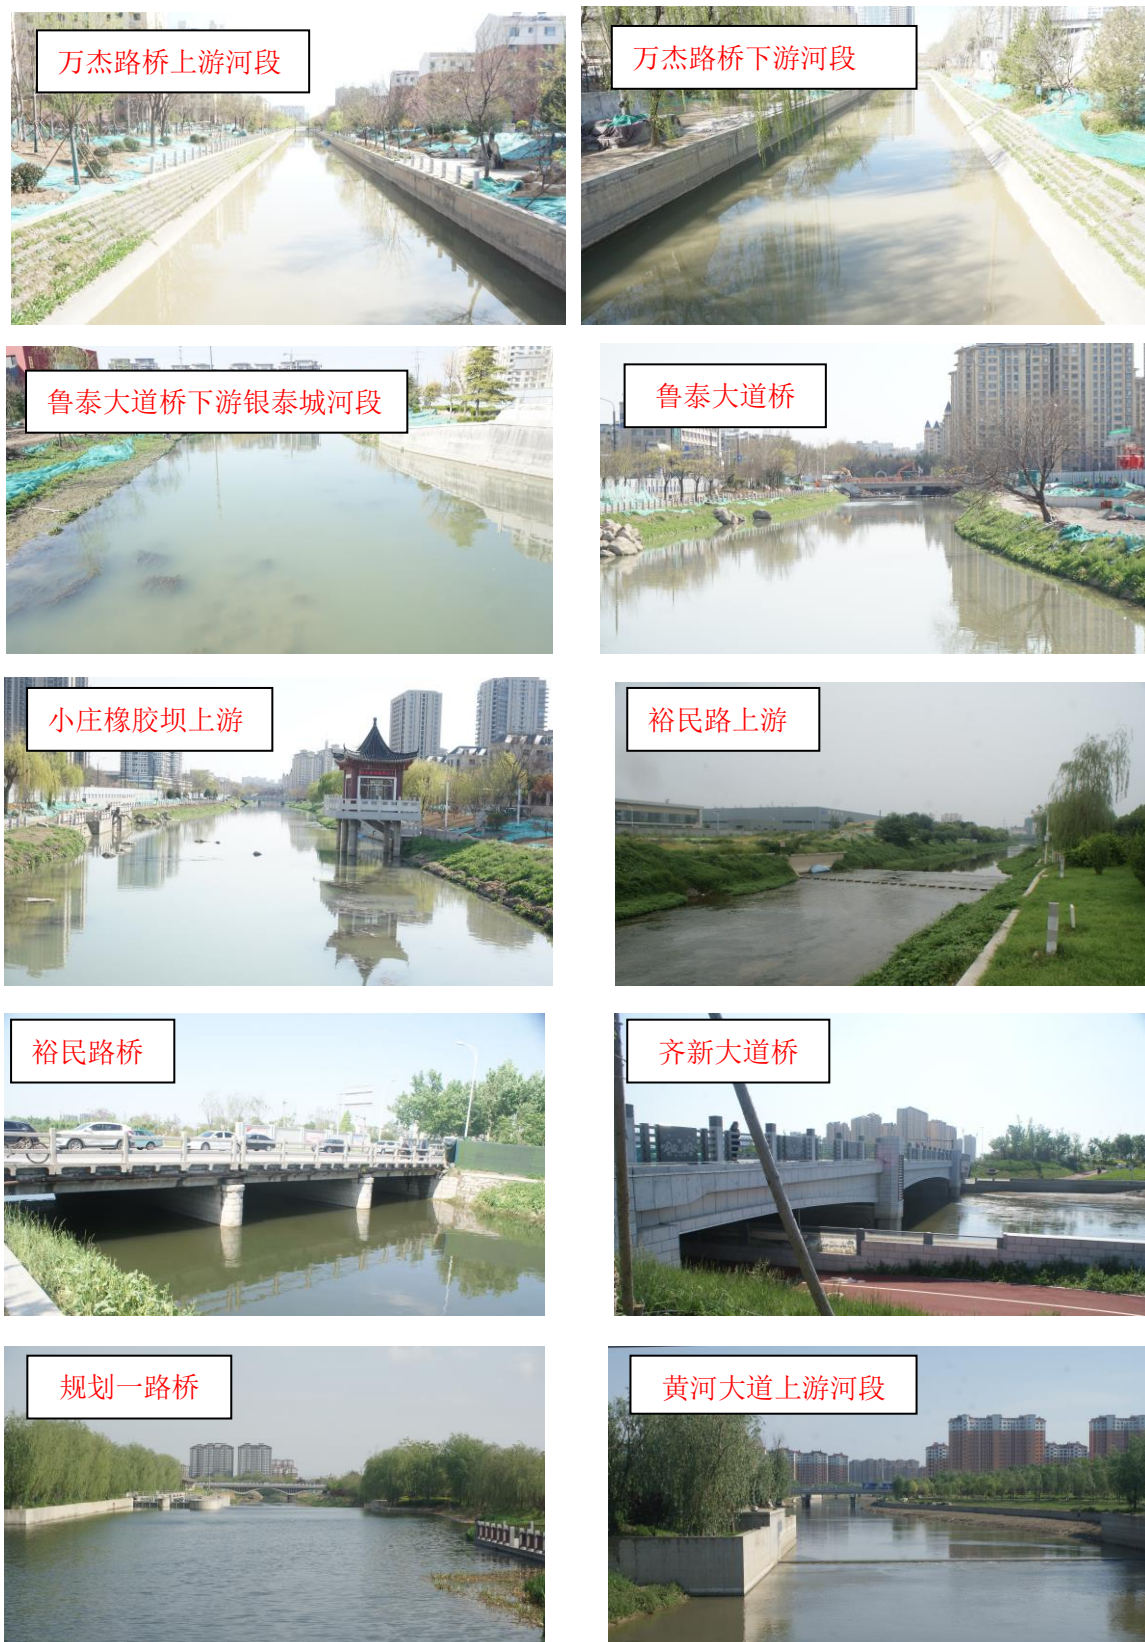 万杰路桥上游河段
万杰路桥下游河段
鲁泰大道桥下游银泰城河段
鲁泰大道桥
小庄橡胶坝上游
裕民路上游
裕民路桥
齐新大道桥
规划一路桥
黄河大道上游河段